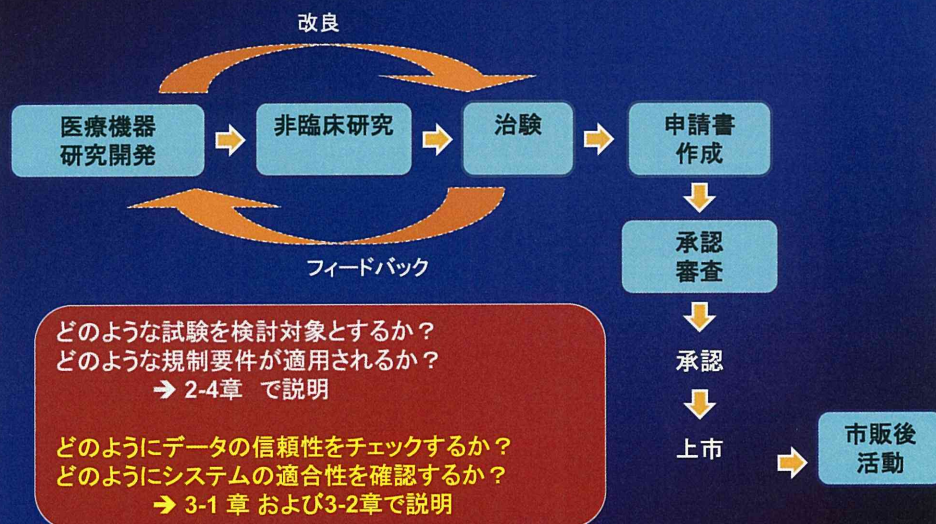 改良
医療機器
研究開発
非臨床研究
治験
申請書
作成
フィードバック
承認
審査
承認
上市
市販後
活動
どのような試験を検討対象とするか？
どのような規制要件が適用されるか？
➔ 2-4章 で説明
どのようにデータの信頼性をチェックするか？
どのようにシステムの適合性を確認するか？
➔ 3-1 章 および3-2章で説明